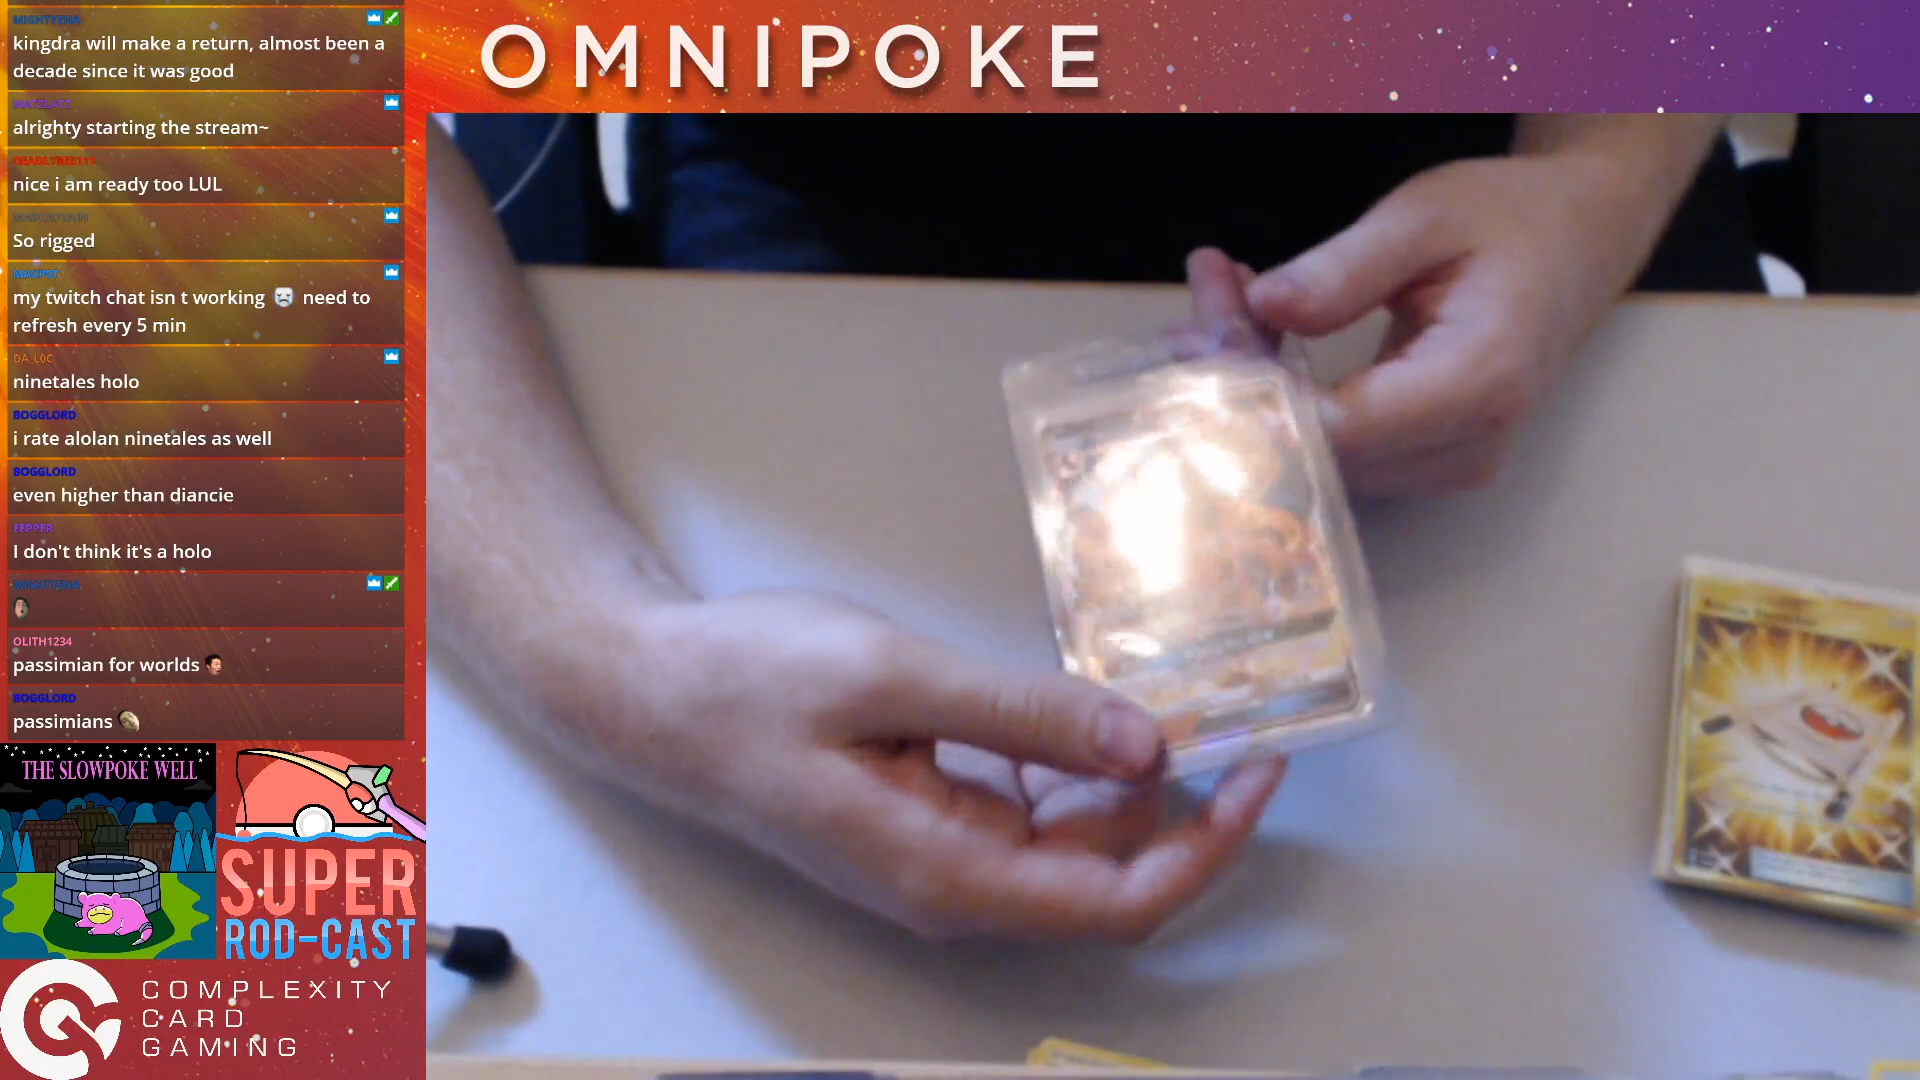 OMNIPOKE
MIGHTYENA
kingdra will make a return, almost been a
decade since it was good
alrighty starting the stream~
nice i am ready too LUL
So rigged
MAXPCT
my twitch chat isn t working need to
refresh every 5 min
DA_L0C
ninetales holo
BOGGLORD
i rate alolan ninetales as well
BOGGLORD
even higher than diancie
EEPPER
I don't think it's a holo
MIGHTYENA
OLITH1234
passimian for worlds
BOGGLORD
passimians
THE SLOWPOKE WELL
SUPER
ROD-CAST
COMPLEXITY
CARD
GAMING